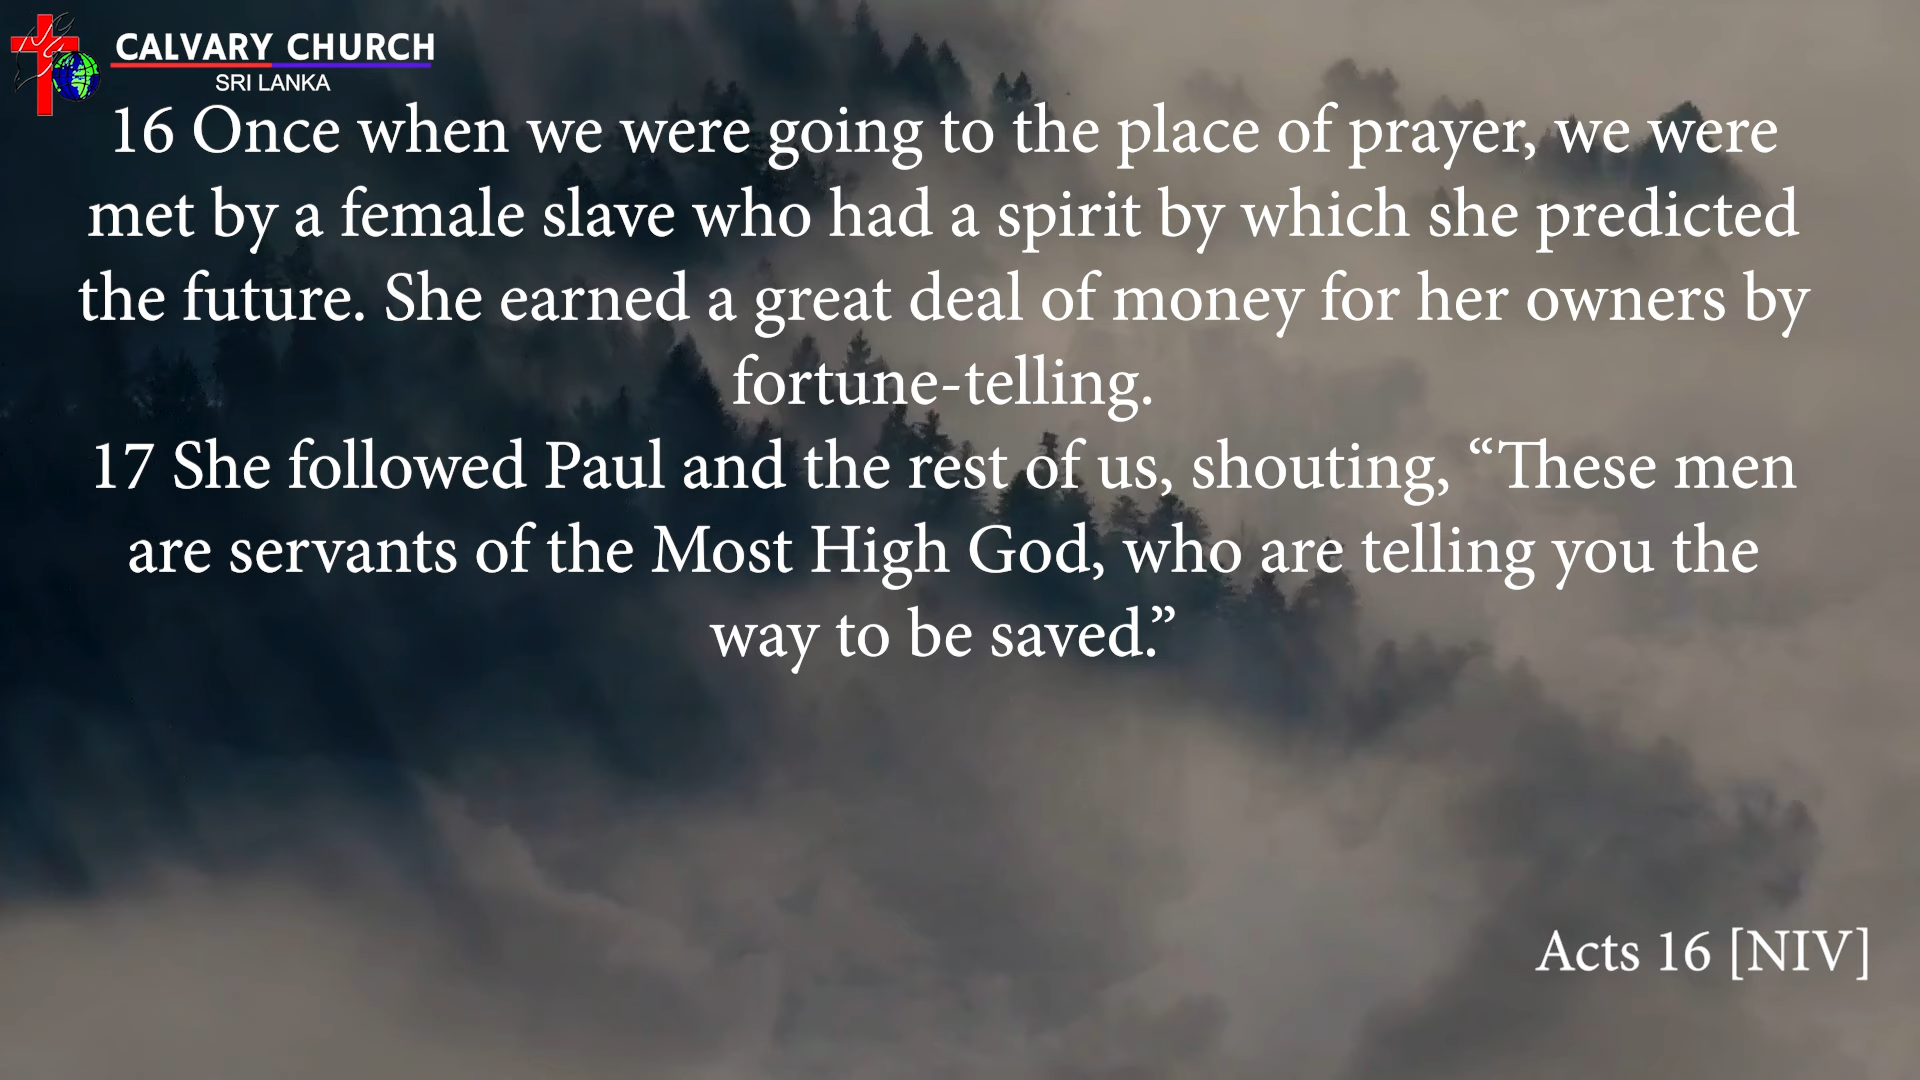 CALVARY CHURCH
SRI LANKA
16 Once when we were going to the place of prayer, we were
met by a female slave who had a spirit by which she predicted
the future. She earned a great deal of money for her owners by
fortune-telling.
17 She followed Paul and the rest of us, shouting, “These men
are servants of the Most High God, who are telling you the
way to be saved.”
Acts 16 [NIV]